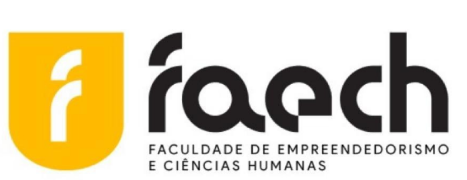 f faech
FACULDADE DE EMPREENDEDORISMO
E CIÊNCIAS HUMANAS